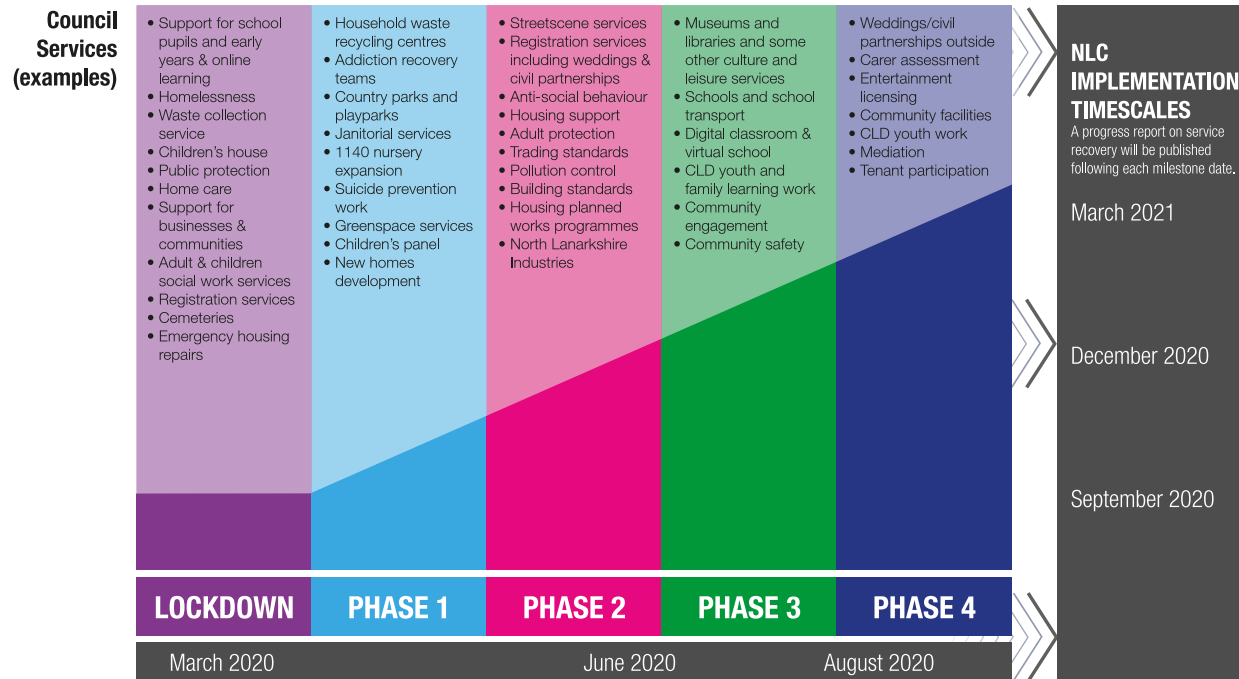 Council
Services
(examples)
• Support for school
pupils and early
years & online
learning
• Homelessness
• Waste collection
service
• Children's house
• Public protection
• Home care
• Support for
businesses &
communities
• Adult & children
social work services
• Registration services
• Cemeteries
• Emergency housing
repairs
• Household waste
recycling centres
• Addiction recovery
teams
• Country parks and
playparks
• Janitorial services
• 1140 nursery
expansion
• Suicide prevention
work
• Greenspace services
• Children's panel
• New homes
development
• Streetscene services
• Registration services
including weddings &
civil partnerships
• Anti-social behaviour
• Housing support
• Adult protection
• Trading standards
• Pollution control
• Building standards
• Housing planned
works programmes
• North Lanarkshire
Industries
• Museums and
libraries and some
other culture and
leisure services
• Schools and school
transport
• Digital classroom &
virtual school
• CLD youth and
family learning work
• Community
engagement
• Community safety
• Weddings/civil
partnerships outside
• Carer assessment
• Entertainment
licensing
• Community facilities
• CLD youth work
• Mediation
• Tenant participation
NLC
IMPLEMENTATION
TIMESCALES
A progress report on service
recovery will be published
following each milestone date.
March 2021
December 2020
September 2020
LOCKDOWN
PHASE 1
PHASE 2
PHASE 3
PHASE 4
March 2020
June 2020
August 2020